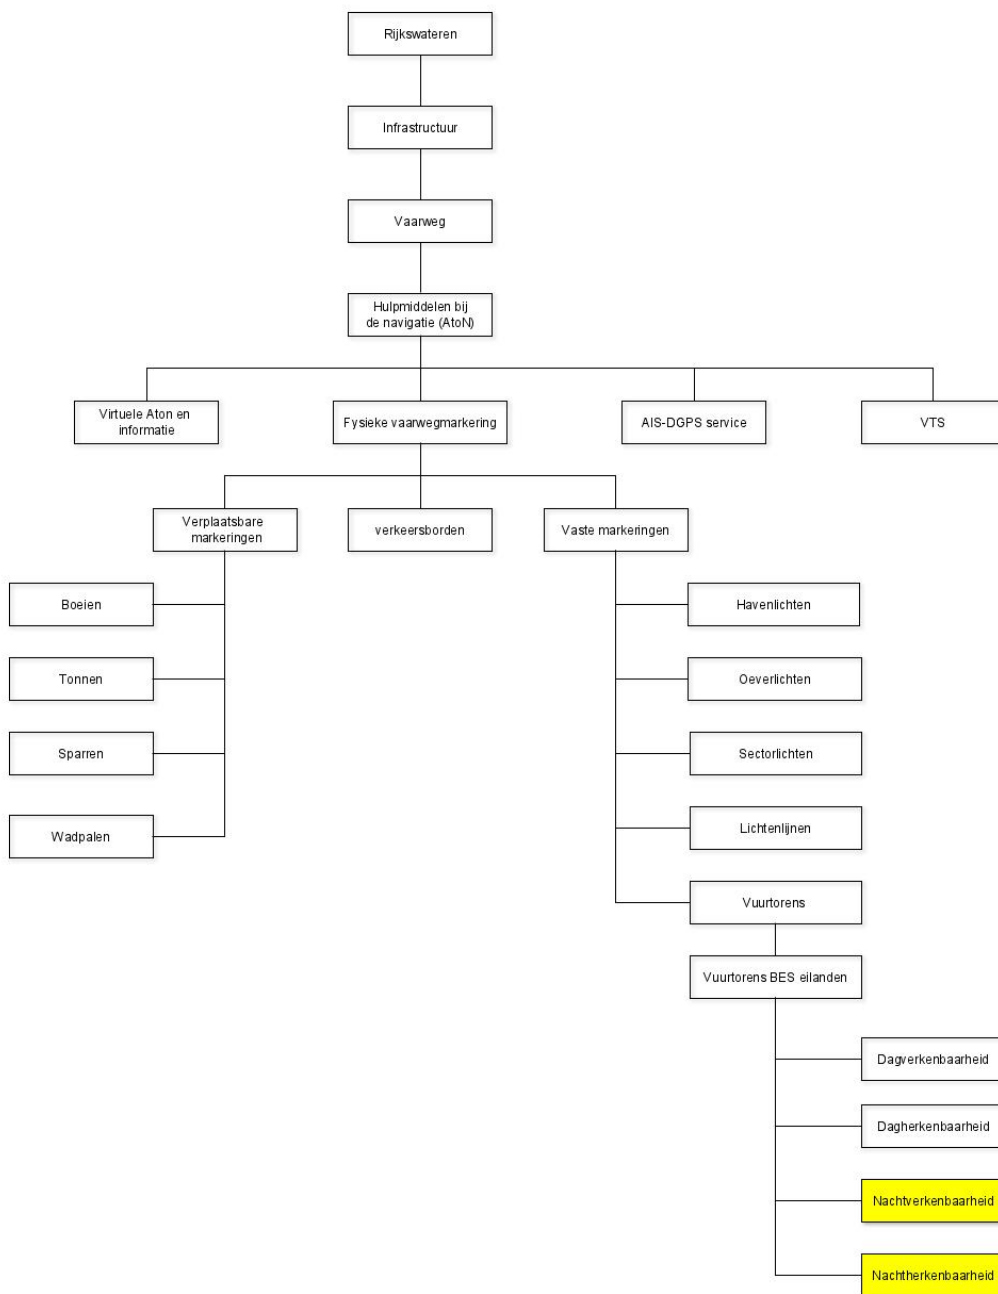 Rijkswateren
Infrastructuur
Vaarweg
Hulpmiddelen bij
de navigatie (AtoN)
Virtuele Aton en
informatie
Fysieke vaarwegmarkering
AIS-DGPS service
VTS
Verplaatsbare
markeringen
verkeersborden
Vaste markeringen
Boeien
Havenlichten
Tonnen
Oeverlichten
Sparren
Sectorlichten
Wadpalen
Lichtenlijnen
Vuurtorens
Vuurtorens BES eilanden
Dagverkenbaarheid
Dagherkenbaarheid
Nachtverkenbaarheid
Nachtherkenbaarheid